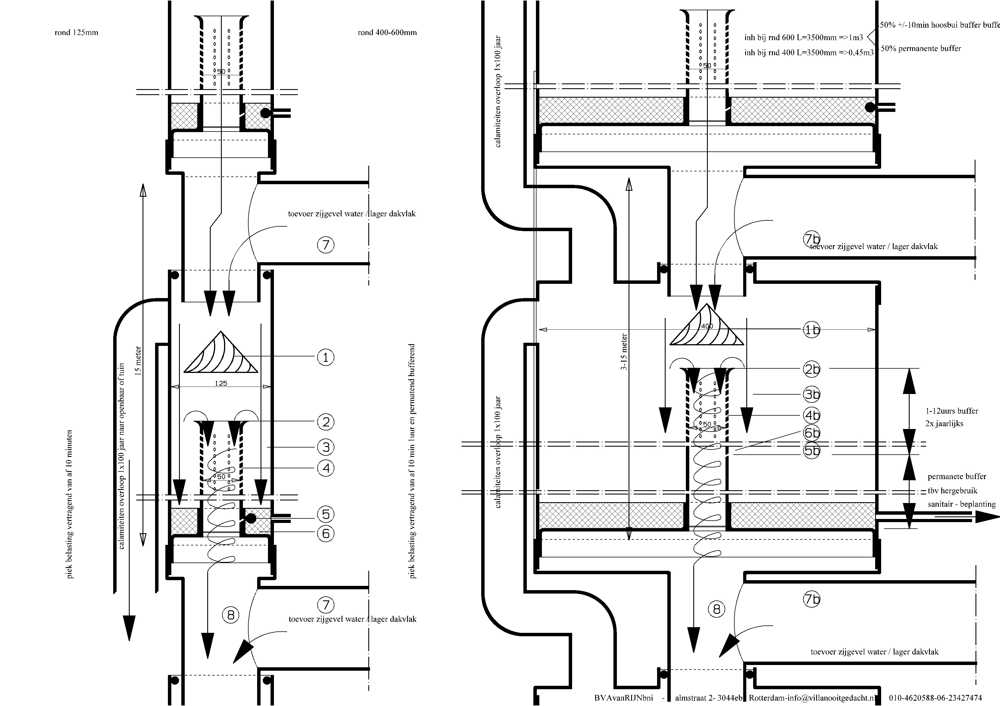 rond 125mm
50
toevoer zijgevel water / lager dakvlak
7
15 meter
1
125
calamiteiten overloop 1x100 jaar naar openbaar of tuin
piek belasting vertragend van af 10 minuten
2
3
4
50
5
6
7
8
toevoer zijgevel water / lager dakvlak
rond 400-600mm
piek belasting vertragend van af 10 min 1uur en permatend bufferend
calamiteiten overloop 1x100 jaar
inh bij rnd 600 L=3500mm =>1m3
inh bij rnd 400 L=3500mm =>0,45m3
50% +/-10min hoosbui buffer buffe
50% permanente buffer
50
7b
toevoer zijgevel water / lager dakvlak
3-15 meter
400
1b
2b
3b
4b
50
6b
5b
1-12uurs buffer
2x jaarlijks
calamiteiten overloop 1x100 jaar
permanete buffer
tbv hergebruik
sanitair - beplanting
7b
8
toevoer zijgevel water / lager dakvlak
BVAvanRIJNbni - almstraat 2- 3044eb Rotterdam-info@villanooitgedacht.nl 010-4620588-06-23427474